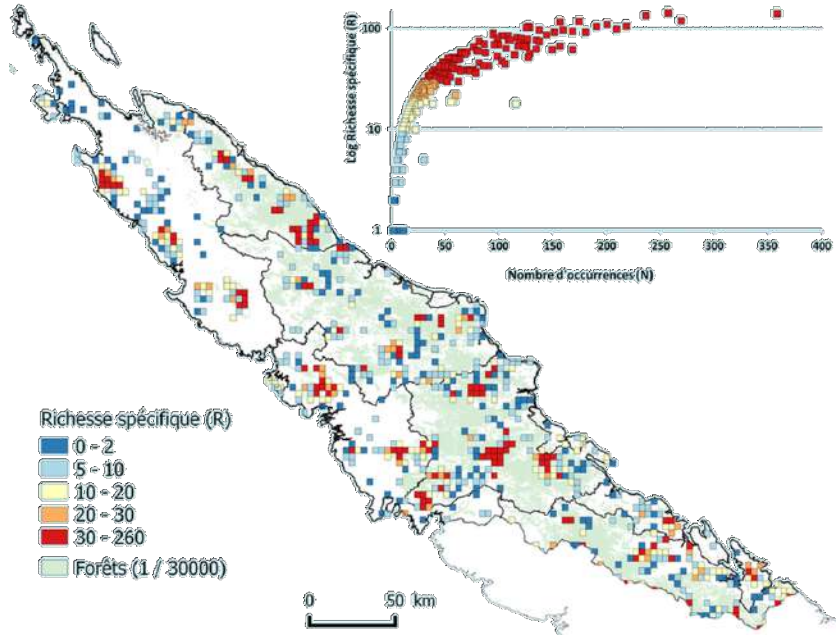 Log Richesse spécifique (R)
100
10
1
0 50 100 150 200 250 300 350 400
Nombre d'occurrences (N)
Richesse spécifique (R)
0 - 2
5 - 10
10 - 20
20 - 30
30 - 260
Forêts (1 / 30000)
0 50 km